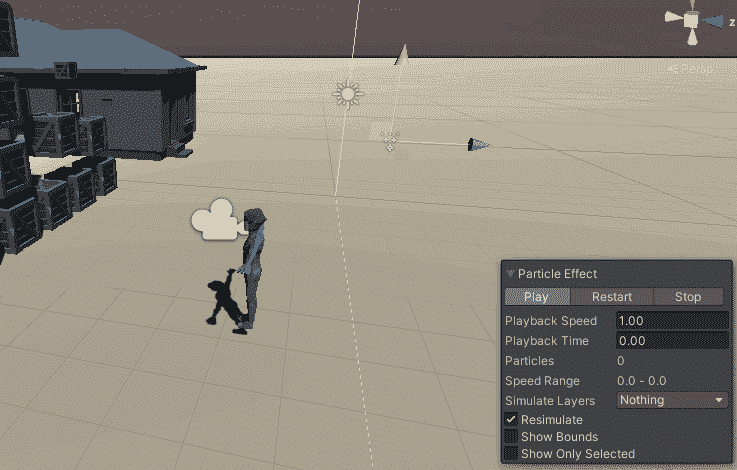 z
Persp
Particle Effect
Play Restart Stop
Playback Speed 1.00
Playback Time 0.00
Particles 0
Speed Range 0.0 - 0.0
Simulate Layers Nothing
Resimulate
Show Bounds
Show Only Selected